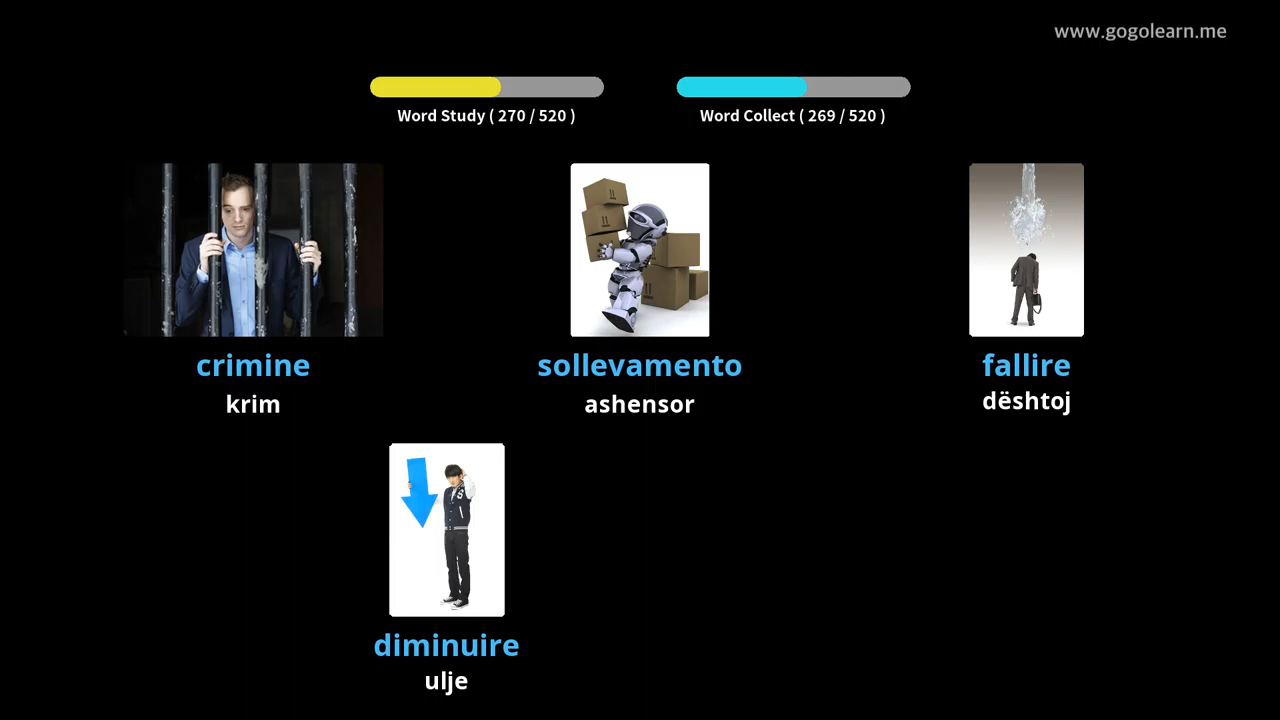 www.gogolearn.me
Word Study ( 270 / 520 )
Word Collect ( 269 / 520 )
crimine
krim
sollevamento
ashensor
fallire
dështoj
diminuire
ulje